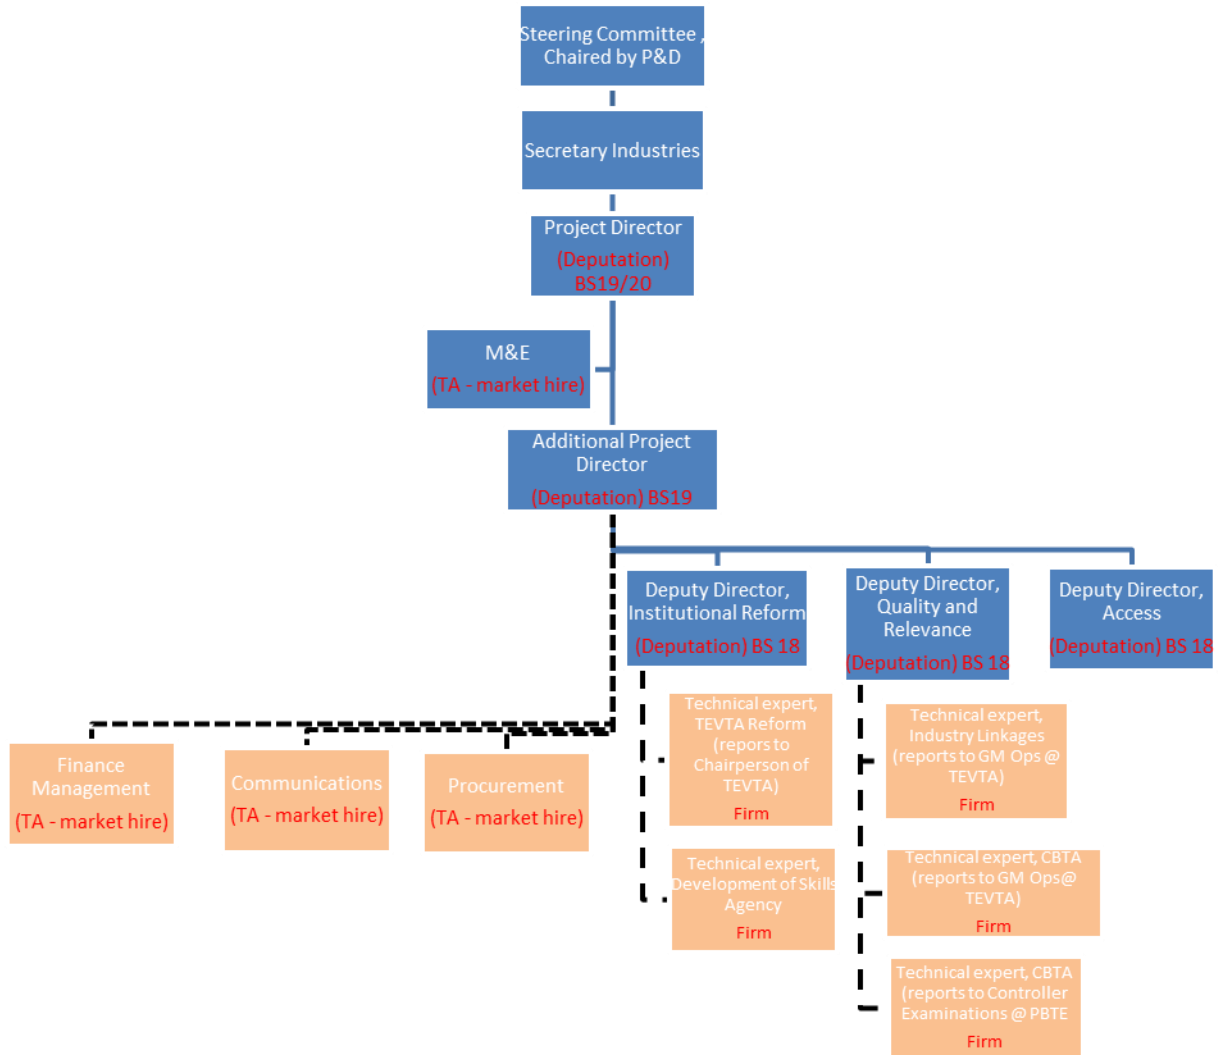 Steering Committee ,
Chaired by P&D
Secretary Industries
Project Director
(Deputation)
BS19/20
M&E
(TA - market hire)
Additional Project
Director
(Deputation) BS19
Deputy Director,
Institutional Reform
(Deputation) BS 18
Deputy Director,
Quality and
Relevance
(Deputation) BS 18
Deputy Director,
Access
(Deputation) BS 18
Finance
Management
(TA - market hire)
Communications
(TA - market hire)
Procurement
(TA - market hire)
Technical expert,
TEVTA Reform
(repors to
Chairperson of
TEVTA)
Firm
Technical expert,
Development of Skills
Agency
Firm
Technical expert,
Industry Linkages
(reports to GM Ops @
TEVTA)
Firm
Technical expert, CBTA
(reports to GM Ops@
TEVTA)
Firm
Technical expert, CBTA
(reports to Controller
Examinations @ PBTE
Firm